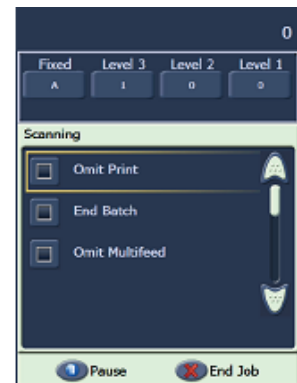 0
Fixed Level 3 Level 2 Level 1
A 1 0 0
Scanning
Omit Print
End Batch
Omit Multifeed
Pause End Job